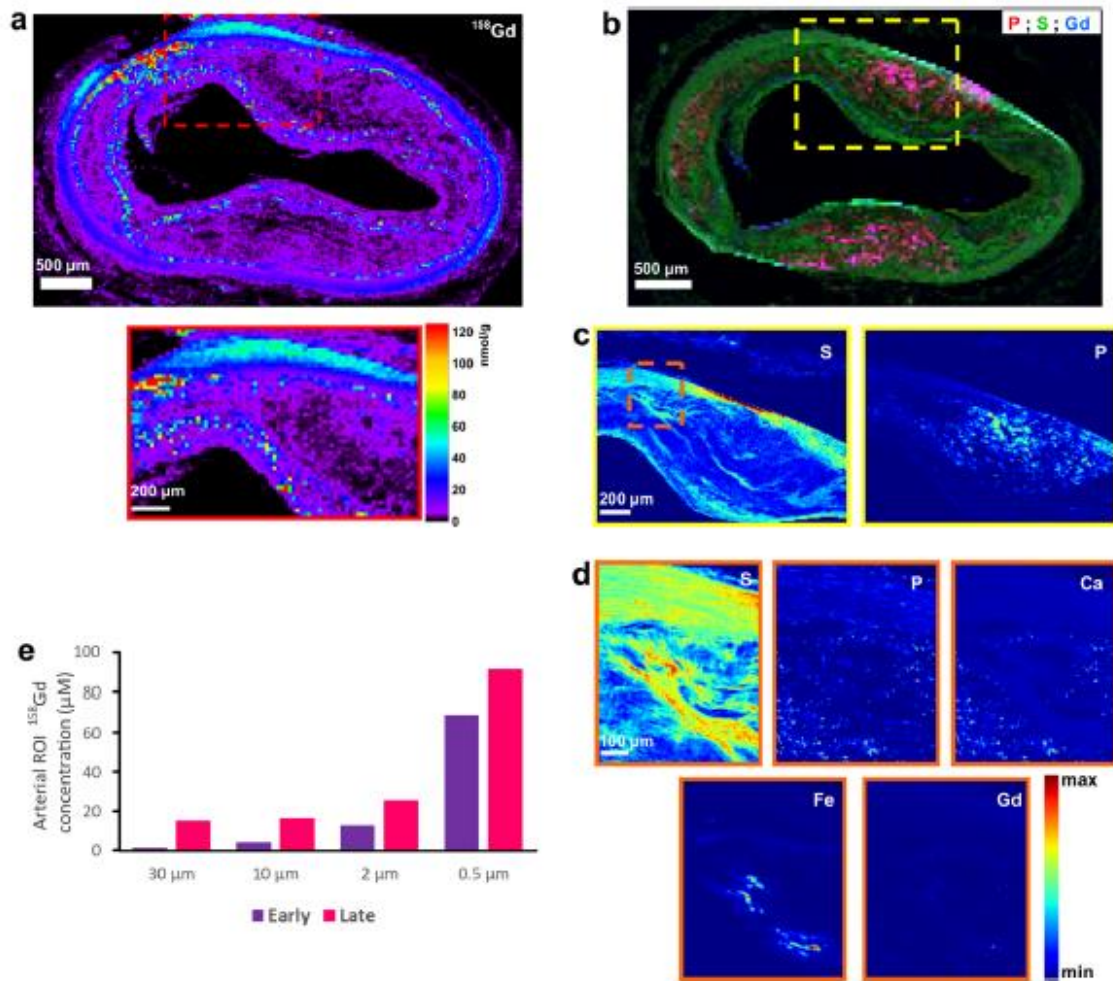 a
¹⁵⁸Gd
500 µm
120
100
80
60
40
20
0
nmol/g
200 µm
b
P ; S ; Gd
500 µm
c
S
P
200 µm
d
S
P
Ca
100 µm
Fe
Gd
max
min
e
Arterial ROI ¹⁵⁸Gd
concentration (µM)
100
80
60
40
20
0
30 µm
10 µm
2 µm
0.5 µm
Early
Late